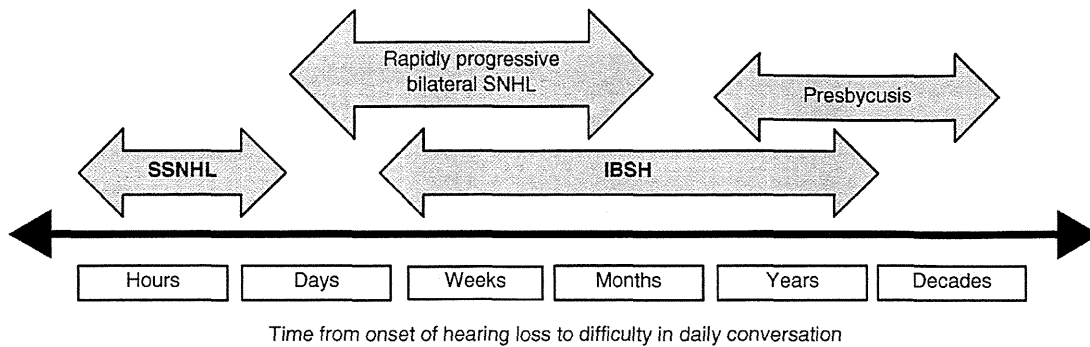 Rapidly progressive
bilateral SNHL
Presbycusis
SSNHL
IBSH
Hours
Days
Weeks
Months
Years
Decades
Time from onset of hearing loss to difficulty in daily conversation